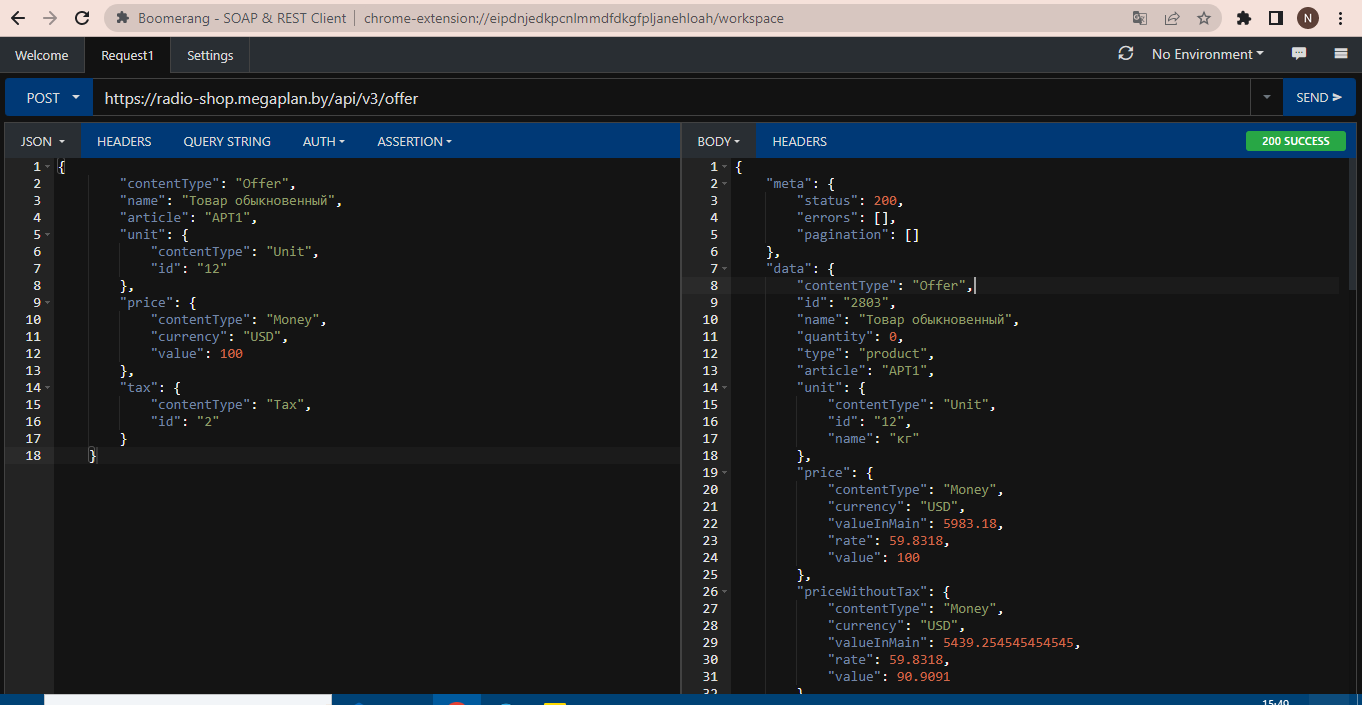 Boomerang - SOAP & REST Client | chrome-extension://eipdnjedkpcnlmmdfdkgfpljanehloah/workspace
N
Welcome Request1 Settings No Environment
POST https://radio-shop.megaplan.by/api/v3/offer SEND
JSON HEADERS QUERY STRING AUTH ASSERTION
1 {
2 "contentType": "Offer",
3 "name": "Товар обыкновенный",
4 "article": "АРТ1",
5 "unit": {
6 "contentType": "Unit",
7 "id": "12"
8 },
9 "price": {
10 "contentType": "Money",
11 "currency": "USD",
12 "value": 100
13 },
14 "tax": {
15 "contentType": "Tax",
16 "id": "2"
17 }
18 }
BODY HEADERS 200 SUCCESS
1 {
2 "meta": {
3 "status": 200,
4 "errors": [],
5 "pagination": []
6 },
7 "data": {
8 "contentType": "Offer",
9 "id": "2803",
10 "name": "Товар обыкновенный",
11 "quantity": 0,
12 "type": "product",
13 "article": "АРТ1",
14 "unit": {
15 "contentType": "Unit",
16 "id": "12",
17 "name": "кг"
18 },
19 "price": {
20 "contentType": "Money",
21 "currency": "USD",
22 "valueInMain": 5983.18,
23 "rate": 59.8318,
24 "value": 100
25 },
26 "priceWithoutTax": {
27 "contentType": "Money",
28 "currency": "USD",
29 "valueInMain": 5439.254545454545,
30 "rate": 59.8318,
31 "value": 90.9091
32 }